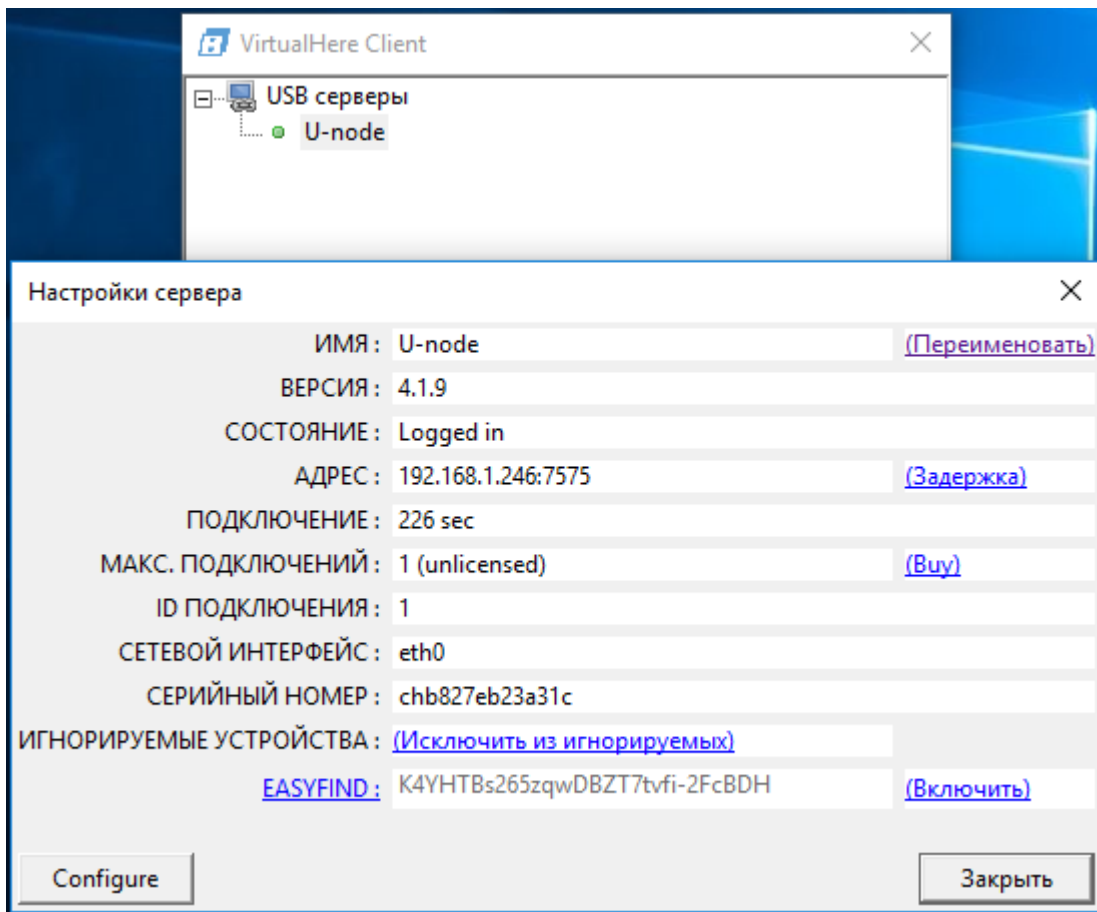 VirtualHere Client
USB серверы
U-node
Настройки сервера
ИМЯ : U-node (Переименовать)
ВЕРСИЯ : 4.1.9
СОСТОЯНИЕ : Logged in
АДРЕС : 192.168.1.246:7575 (Задержка)
ПОДКЛЮЧЕНИЕ : 226 sec
МАКС. ПОДКЛЮЧЕНИЙ : 1 (unlicensed) (Buy)
ID ПОДКЛЮЧЕНИЯ : 1
СЕТЕВОЙ ИНТЕРФЕЙС : eth0
СЕРИЙНЫЙ НОМЕР : chb827eb23a31c
ИГНОРИРУЕМЫЕ УСТРОЙСТВА : (Исключить из игнорируемых)
EASYFIND : K4YHTBs265zqwDBZT7tvfi-2FcBDH (Включить)
Configure Закрыть